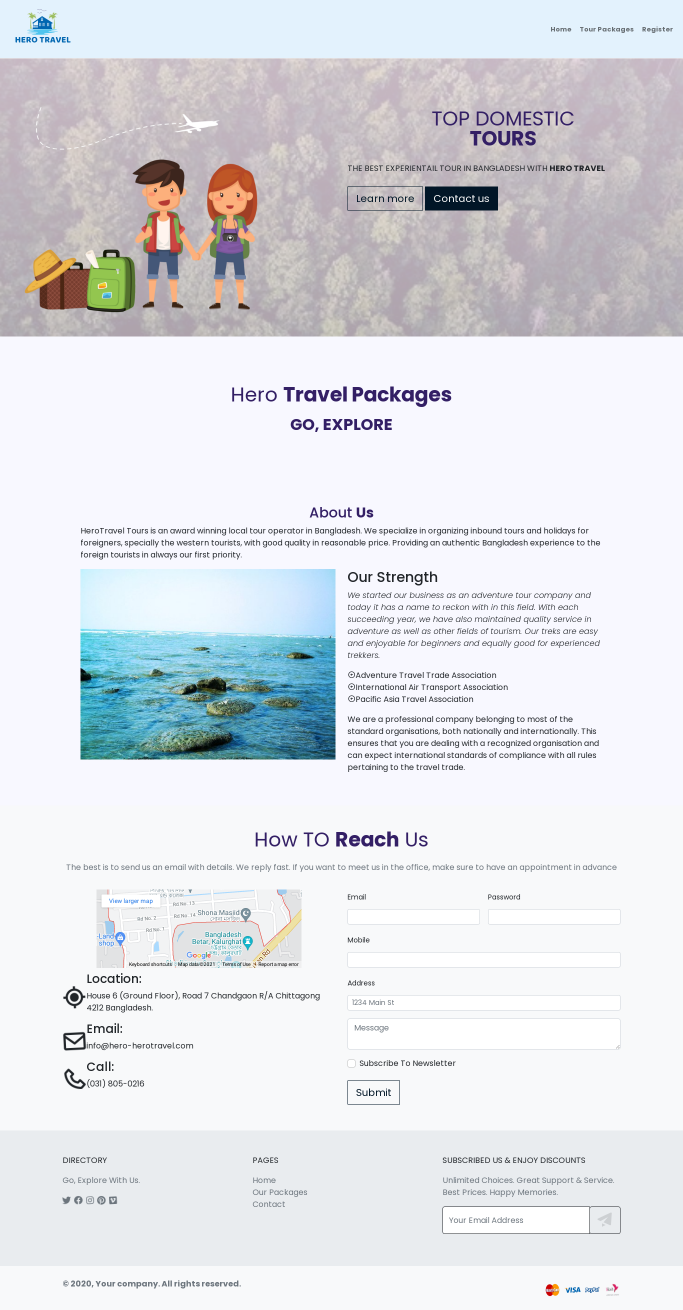 HERO TRAVEL
Home Tour Packages Register
TOP DOMESTIC
TOURS
THE BEST EXPERIENTAIL TOUR IN BANGLADESH WITH HERO TRAVEL
Learn more Contact us
Hero Travel Packages
GO, EXPLORE
About Us
HeroTravel Tours is an award winning local tour operator in Bangladesh. We specialize in organizing inbound tours and holidays for
foreigners, specially the western tourists, with good quality in reasonable price. Providing an authentic Bangladesh experience to the
foreign tourists in always our first priority.
Our Strength
We started our business as an adventure tour company and
today it has a name to reckon with in this field. With each
succeeding year, we have also maintained quality service in
adventure as well as other fields of tourism. Our treks are easy
and enjoyable for beginners and equally good for experienced
trekkers.
Adventure Travel Trade Association
International Air Transport Association
Pacific Asia Travel Association
We are a professional company belonging to most of the
standard organisations, both nationally and internationally. This
ensures that you are dealing with a recognized organisation and
can expect international standards of compliance with all rules
pertaining to the travel trade.
How TO Reach Us
The best is to send us an email with details. We reply fast. If you want to meet us in the office, make sure to have an appointment in advance
View larger map
Rd No. 14
Rd No. 13
Rd No. 2
Shona Masjid
Land
shop
Bangladesh
Betar, Kalurghat
Google
Keyboard shortcuts Map data ©2021 Terms of Use Report a map error
Location:
House 6 (Ground Floor), Road 7 Chandgaon R/A Chittagong
4212 Bangladesh.
Email:
info@hero-herotravel.com
Call:
(031) 805-0216
Email Password
Mobile
Address
1234 Main St
Message
Subscribe To Newsletter
Submit
DIRECTORY
Go, Explore With Us.
PAGES
Home
Our Packages
Contact
SUBSCRIBED US & ENJOY DISCOUNTS
Unlimited Choices. Great Support & Service.
Best Prices. Happy Memories.
Your Email Address
© 2020, Your company. All rights reserved.
VISA